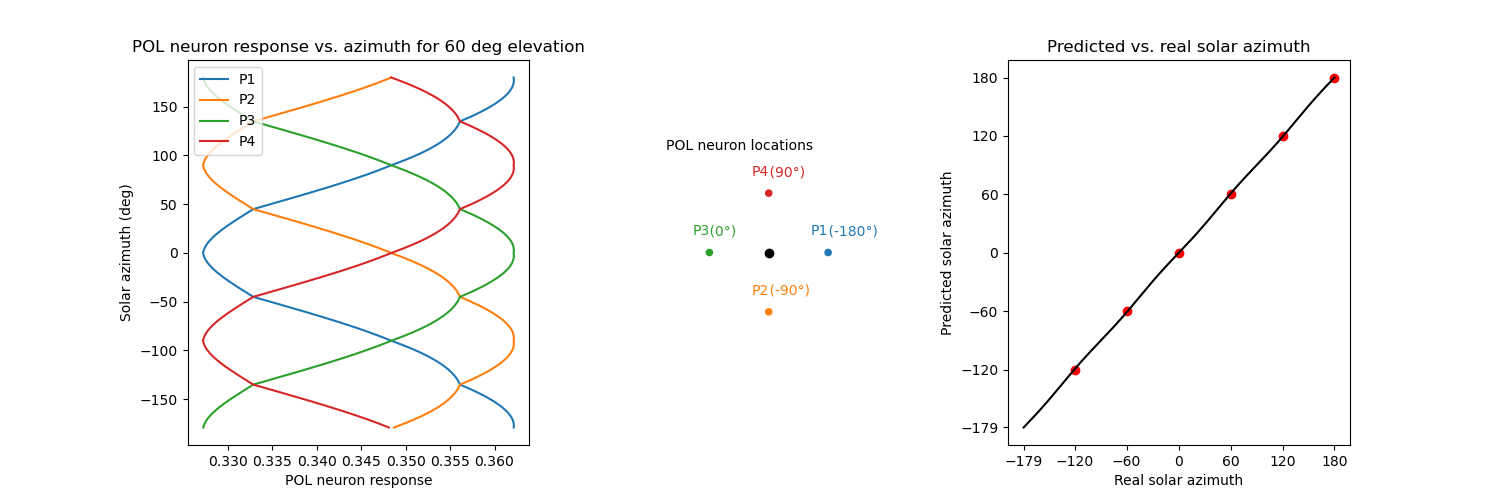 POL neuron response vs. azimuth for 60 deg elevation
P1
P2
P3
P4
150
100
50
0
−50
−100
−150
Solar azimuth (deg)
0.330 0.335 0.340 0.345 0.350 0.355 0.360
POL neuron response
POL neuron locations
P4(90°)
P3(0°)
P1(-180°)
P2(-90°)
Predicted vs. real solar azimuth
180
120
60
0
−60
−120
−179
Predicted solar azimuth
−179 −120 −60 0 60 120 180
Real solar azimuth